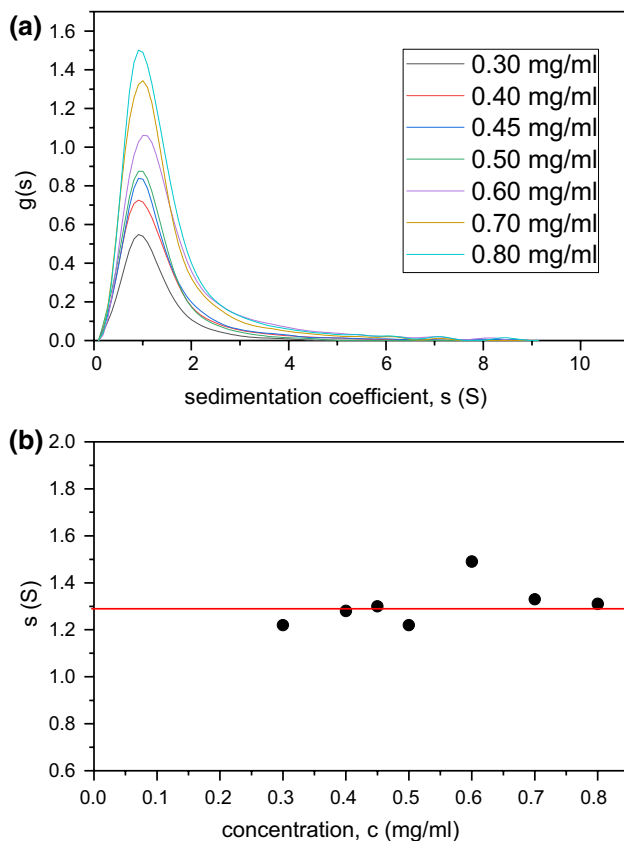 (a)
1.6
1.4
1.2
1.0
0.8
0.6
0.4
0.2
0.0
g(s)
0.30 mg/ml
0.40 mg/ml
0.45 mg/ml
0.50 mg/ml
0.60 mg/ml
0.70 mg/ml
0.80 mg/ml
0 2 4 6 8 10
sedimentation coefficient, s (S)
(b)
2.0
1.8
1.6
1.4
1.2
1.0
0.8
0.6
s (S)
0.0 0.1 0.2 0.3 0.4 0.5 0.6 0.7 0.8
concentration, c (mg/ml)